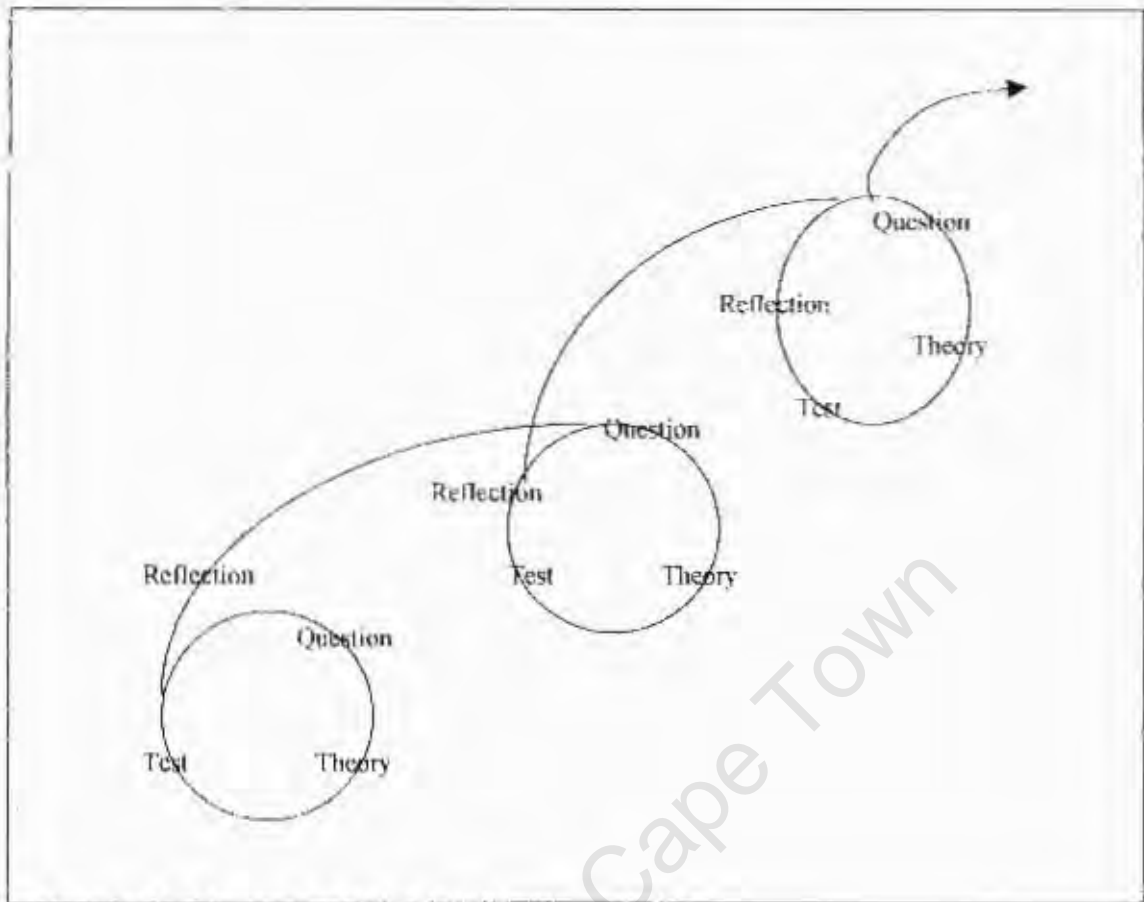 Question
Reflection
Theory
Test
Question
Reflection
Test
Theory
Reflection
Question
Test
Theory
Cape Town